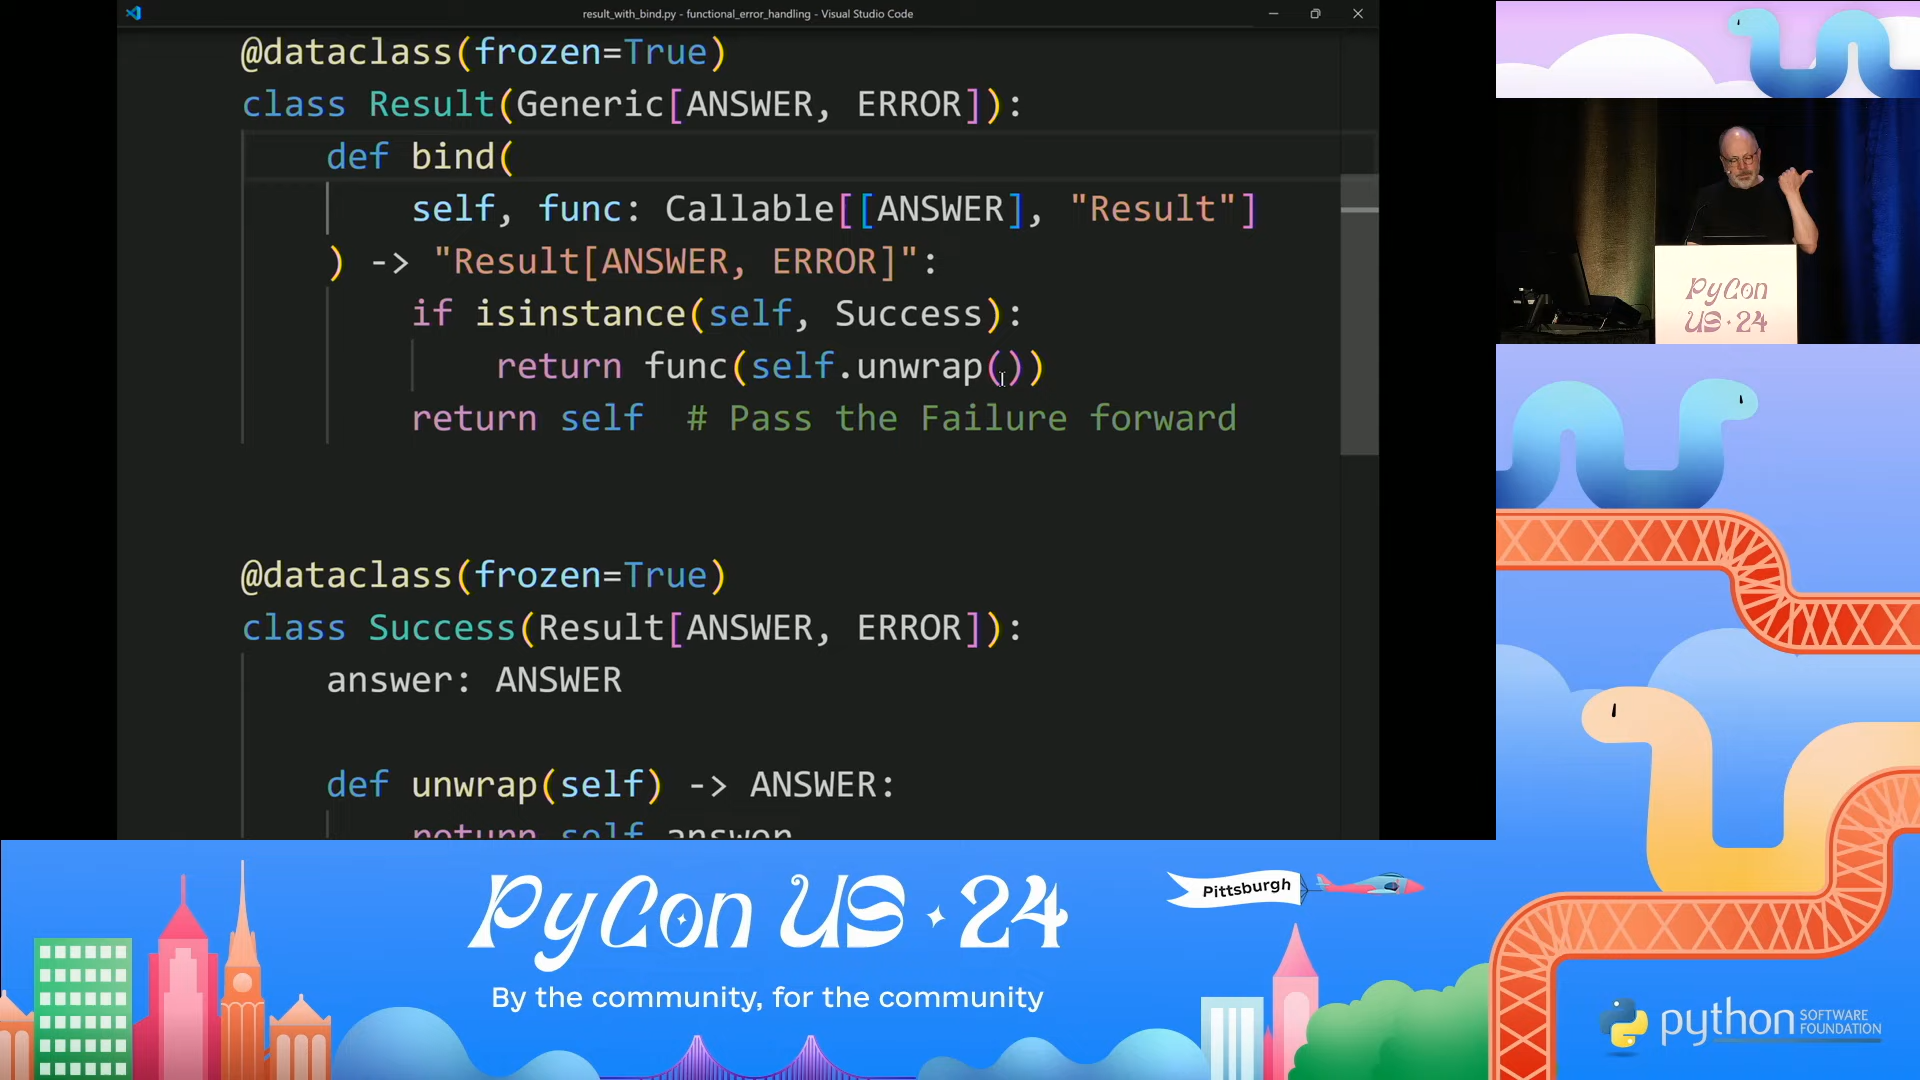 result_with_bind.py - functional_error_handling - Visual Studio Code
@dataclass(frozen=True)
class Result(Generic[ANSWER, ERROR]):
def bind(
self, func: Callable[[ANSWER], "Result"]
) -> "Result[ANSWER, ERROR]":
if isinstance(self, Success):
return func(self.unwrap())
return self  # Pass the Failure forward
@dataclass(frozen=True)
class Success(Result[ANSWER, ERROR]):
answer: ANSWER
def unwrap(self) -> ANSWER:
return self.answer
PyCon
US 24
PyCon US 24
By the community, for the community
Pittsburgh
python
SOFTWARE
FOUNDATION